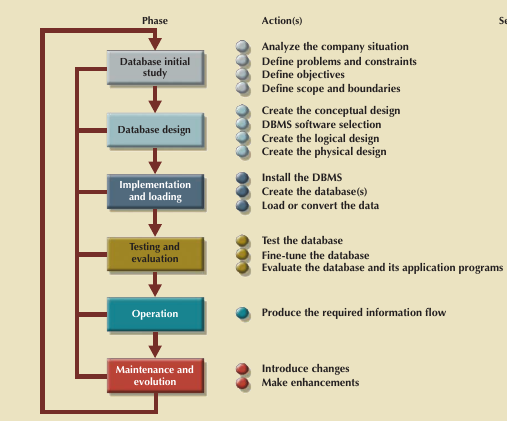 Phase
Action(s)
Se
Database initial
study
Analyze the company situation
Define problems and constraints
Define objectives
Define scope and boundaries
Database design
Create the conceptual design
DBMS software selection
Create the logical design
Create the physical design
Implementation
and loading
Install the DBMS
Create the database(s)
Load or convert the data
Testing and
evaluation
Test the database
Fine-tune the database
Evaluate the database and its application programs
Operation
Produce the required information flow
Maintenance and
evolution
Introduce changes
Make enhancements